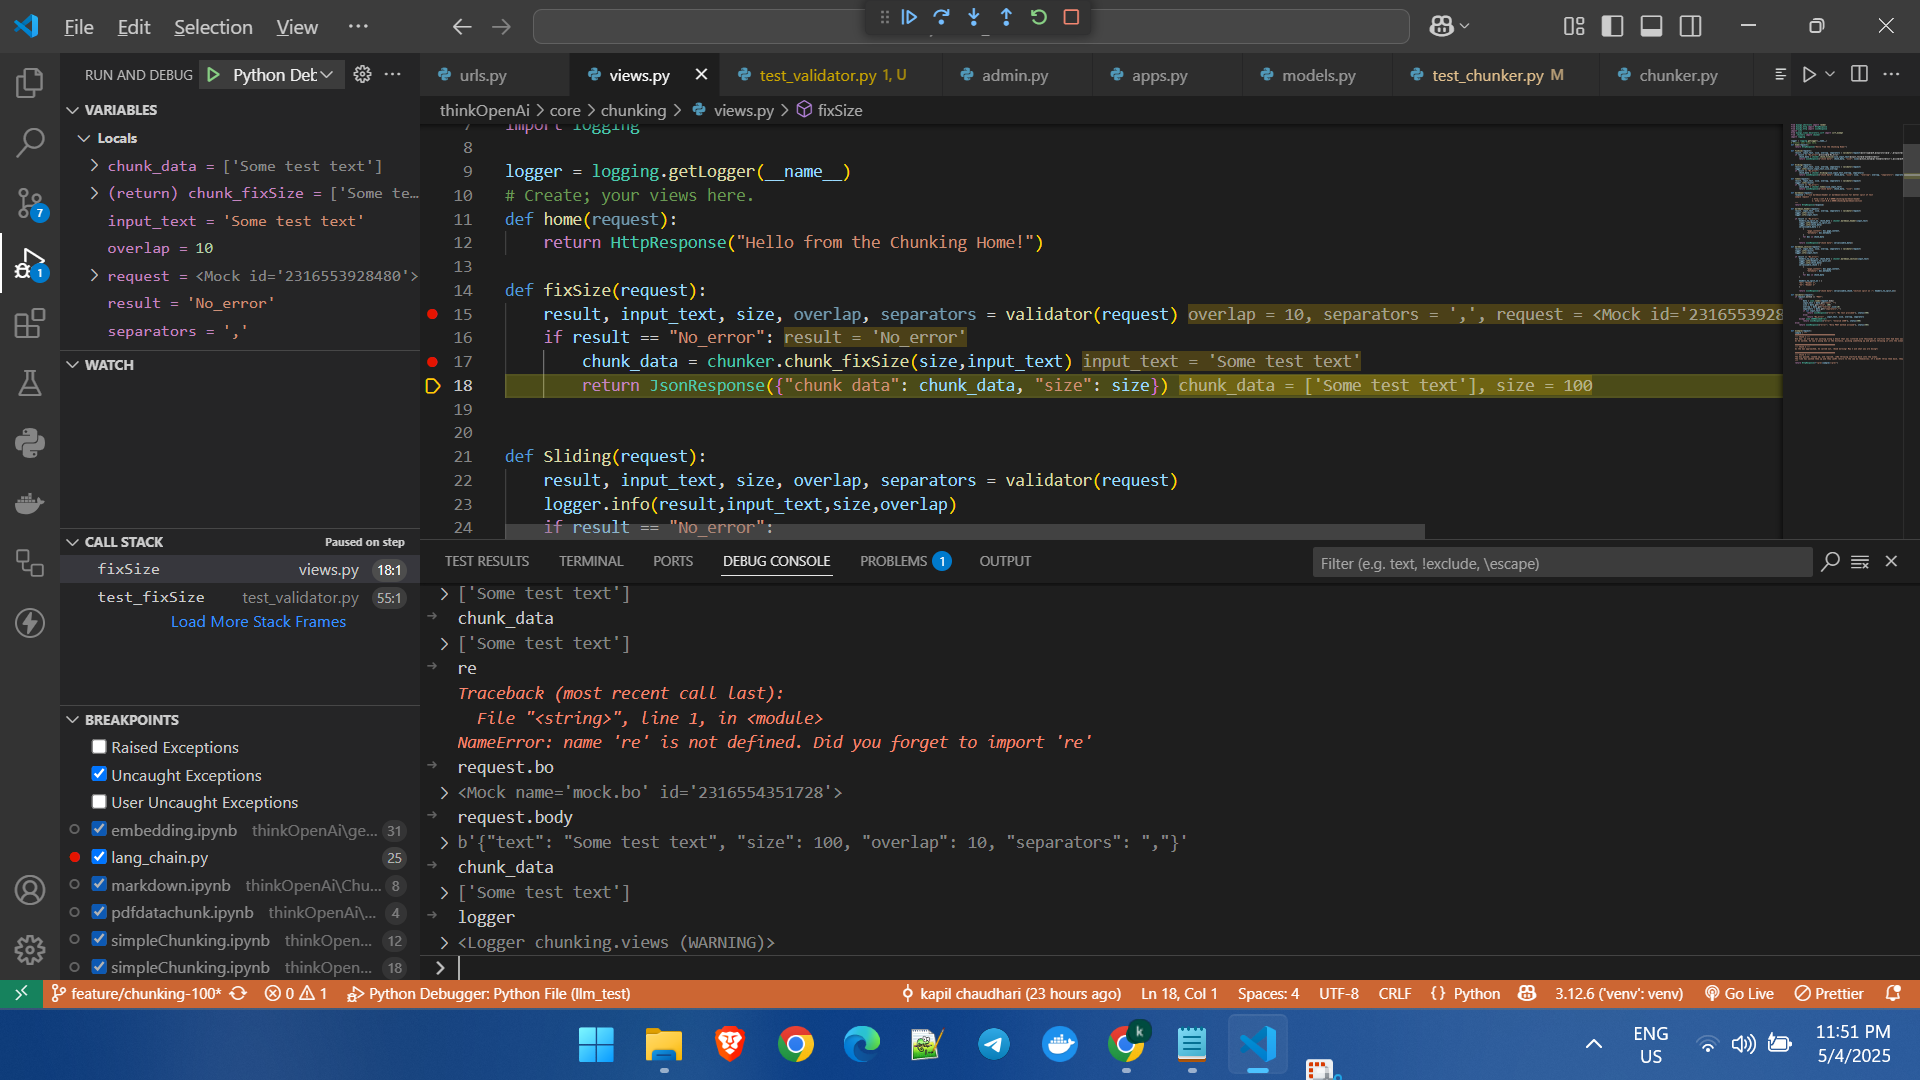 File Edit Selection View ···
RUN AND DEBUG Python Det
VARIABLES
Locals
chunk_data = ['Some test text']
(return) chunk_fixSize = ['Some te…
input_text = 'Some test text'
overlap = 10
request = <Mock id='2316553928480'>
result = 'No_error'
separators = ','
WATCH
CALL STACK Paused on step
fixSize views.py 18:1
test_fixSize test_validator.py 55:1
Load More Stack Frames
BREAKPOINTS
Raised Exceptions
Uncaught Exceptions
User Uncaught Exceptions
embedding.ipynb thinkOpenAi\ge... 31
lang_chain.py 25
markdown.ipynb thinkOpenAi\Chu... 8
pdfdatachunk.ipynb thinkOpenAi\... 4
simpleChunking.ipynb thinkOpen... 12
simpleChunking.ipynb thinkOpen... 18
7
1
urls.py views.py test_validator.py 1, U admin.py apps.py models.py test_chunker.py M chunker.py
thinkOpenAi > core > chunking > views.py > fixSize
7 import logging
8
9 logger = logging.getLogger(__name__)
10 # Create; your views here.
11 def home(request):
12 return HttpResponse("Hello from the Chunking Home!")
13
14 def fixSize(request):
15 result, input_text, size, overlap, separators = validator(request) overlap = 10, separators = ',', request = <Mock id='2316553928
16 if result == "No_error": result = 'No_error'
17 chunk_data = chunker.chunk_fixSize(size,input_text) input_text = 'Some test text'
18 return JsonResponse({"chunk data": chunk_data, "size": size}) chunk_data = ['Some test text'], size = 100
19
20
21 def Sliding(request):
22 result, input_text, size, overlap, separators = validator(request)
23 logger.info(result,input_text,size,overlap)
24 if result == "No_error":
TEST RESULTS TERMINAL PORTS DEBUG CONSOLE PROBLEMS 1 OUTPUT
Filter (e.g. text, !exclude, \escape)
['Some test text']
chunk_data
['Some test text']
re
Traceback (most recent call last):
File "<string>", line 1, in <module>
NameError: name 're' is not defined. Did you forget to import 're'
request.bo
<Mock name='mock.bo' id='2316554351728'>
request.body
b'{"text": "Some test text", "size": 100, "overlap": 10, "separators": ","}'
chunk_data
['Some test text']
logger
<Logger chunking.views (WARNING)>
feature/chunking-100* 0 1 Python Debugger: Python File (llm_test) kapil chaudhari (23 hours ago) Ln 18, Col 1 Spaces: 4 UTF-8 CRLF {} Python 3.12.6 ('venv': venv) Go Live Prettier
k
ENG
US
11:51 PM
5/4/2025